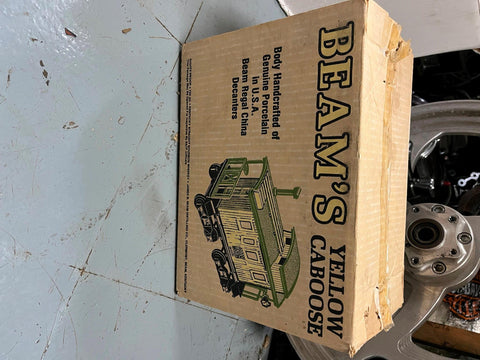 BEAM'S
YELLOW
CABOOSE
Body Handcrafted of
Genuine Porcelain
in U.S.A.
Beam Regal China
Decanters